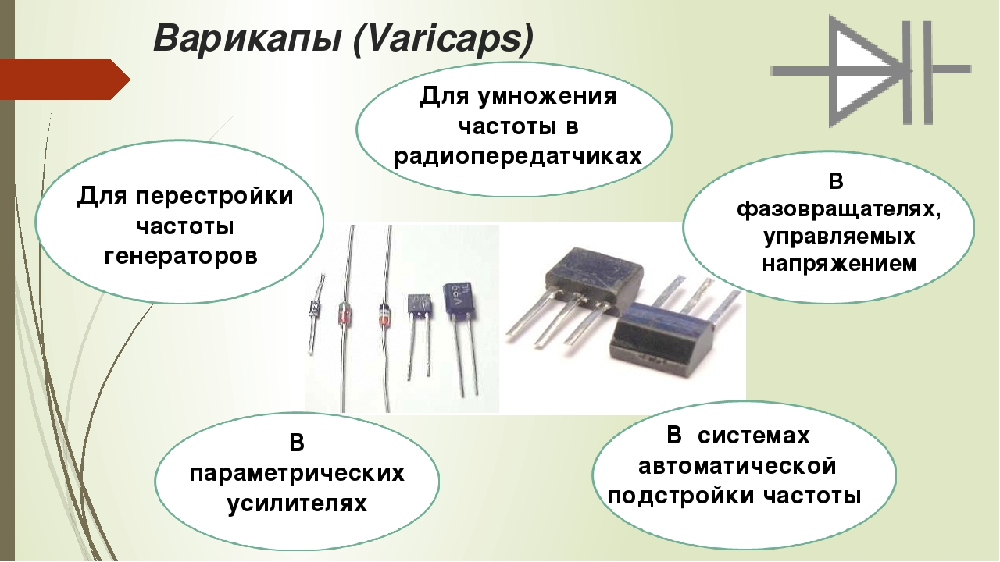 Варикапы (Varicaps)
Для умножения
частоты в
радиопередатчиках
Для перестройки
частоты
генераторов
В
фазовращателях,
управляемых
напряжением
V99
В
параметрических
усилителях
В системах
автоматической
подстройки частоты